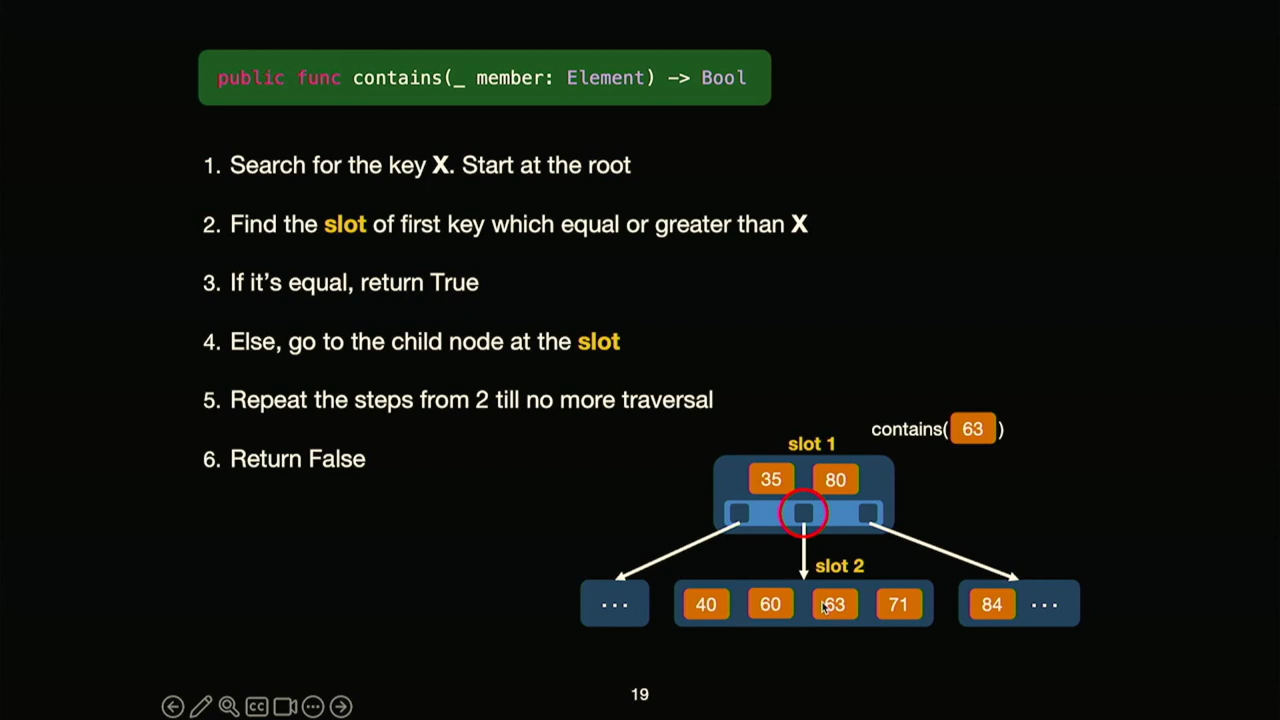 public func contains(_ member: Element) -> Bool
1. Search for the key X. Start at the root
2. Find the slot of first key which equal or greater than X
3. If it's equal, return True
4. Else, go to the child node at the slot
5. Repeat the steps from 2 till no more traversal
6. Return False
contains( 63 )
slot 1
35 80
slot 2
... 40 60 63 71 84 ...
19
CC